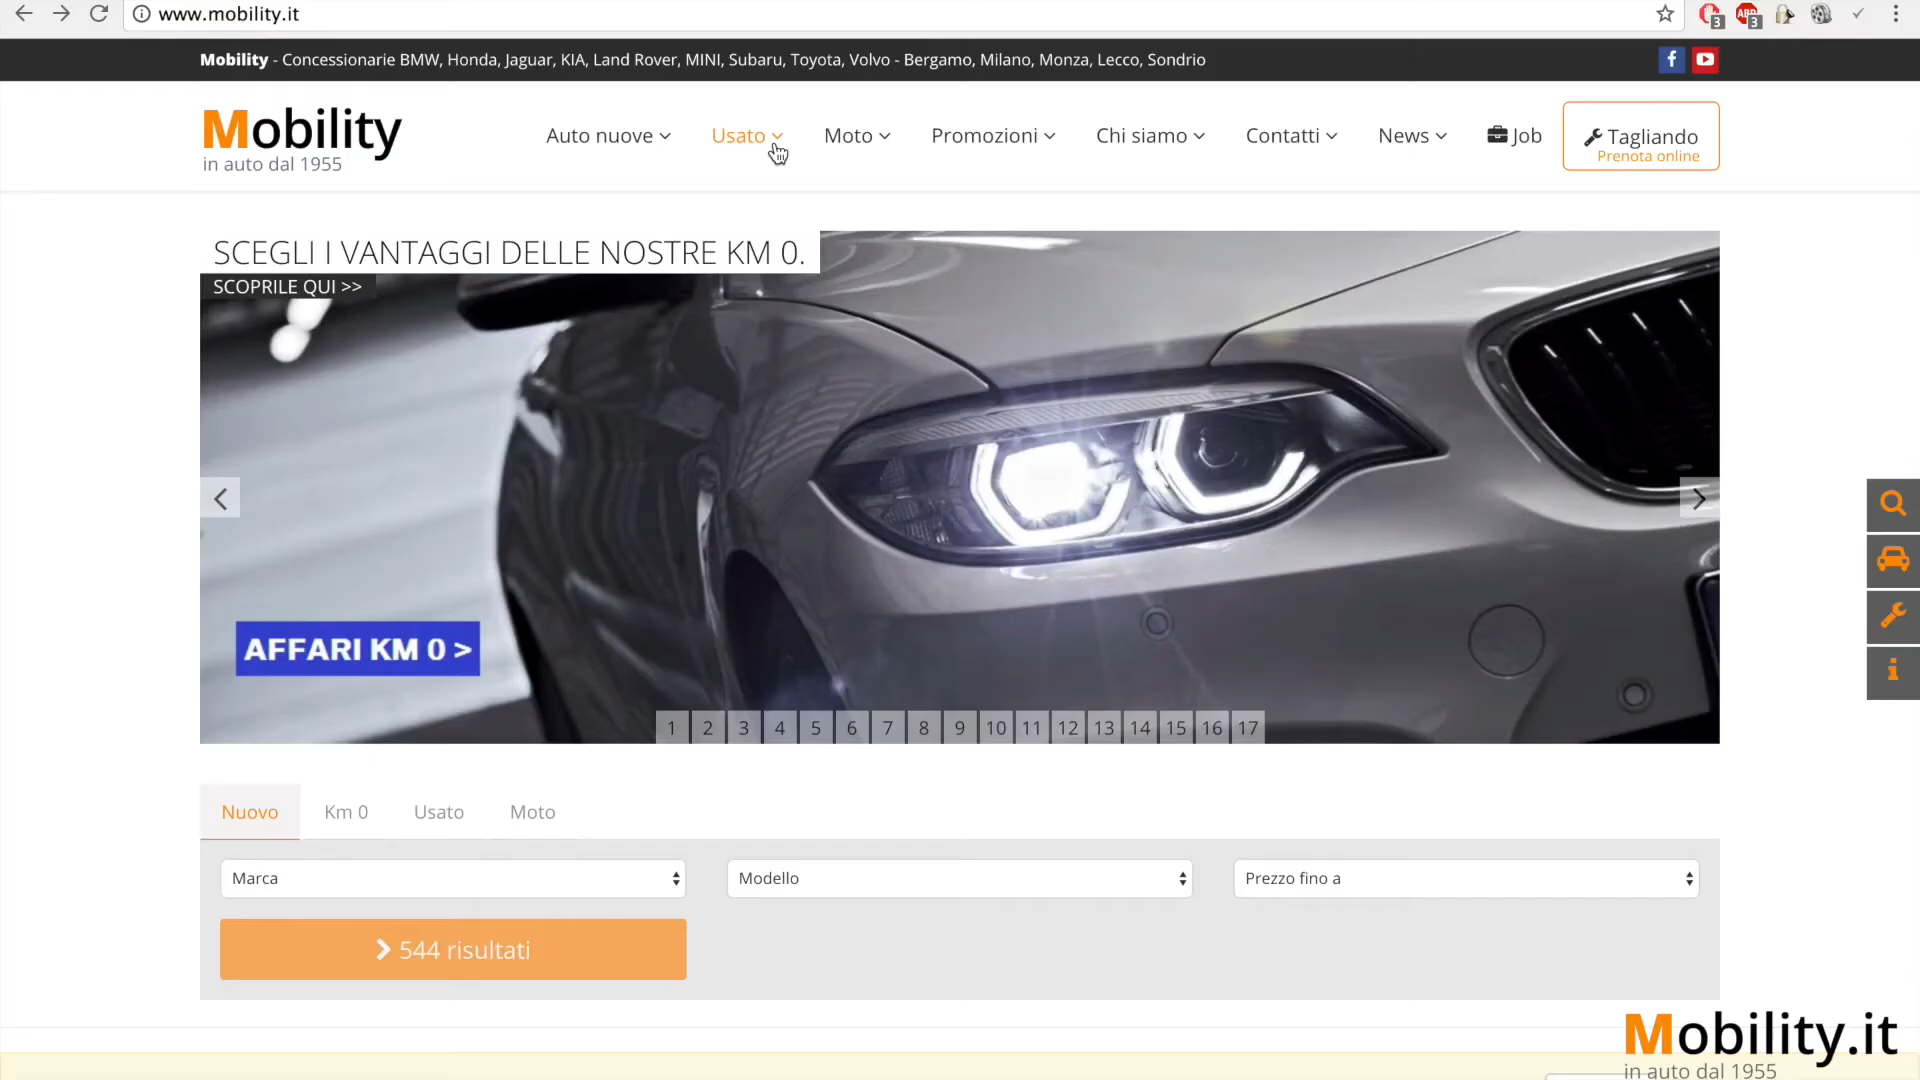 www.mobility.it
3
ABP
3
Mobility - Concessionarie BMW, Honda, Jaguar, KIA, Land Rover, MINI, Subaru, Toyota, Volvo - Bergamo, Milano, Monza, Lecco, Sondrio
Mobility
in auto dal 1955
Auto nuove
Usato
Moto
Promozioni
Chi siamo
Contatti
News
Job
Tagliando
Prenota online
SCEGLI I VANTAGGI DELLE NOSTRE KM 0.
SCOPRILE QUI >>
AFFARI KM 0 >
1 2 3 4 5 6 7 8 9 10 11 12 13 14 15 16 17
Nuovo
Km 0
Usato
Moto
Marca
Modello
Prezzo fino a
544 risultati
Mobility.it
in auto dal 1955